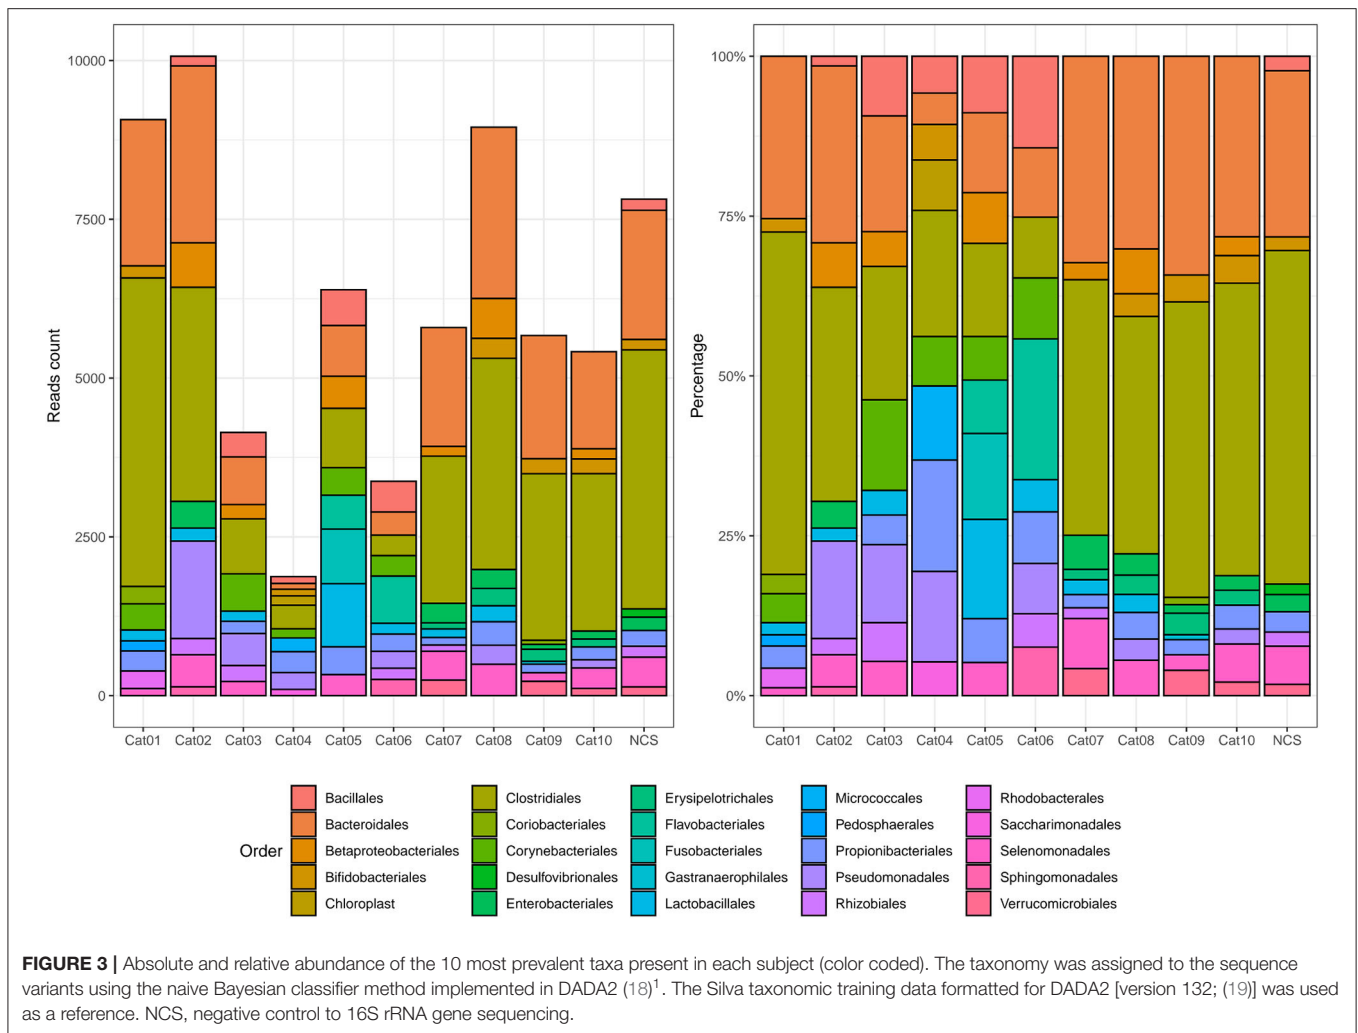 10000
7500
5000
2500
0
Reads count
Cat01 Cat02 Cat03 Cat04 Cat05 Cat06 Cat07 Cat08 Cat09 Cat10 NCS
100%
75%
50%
25%
0%
Percentage
Cat01 Cat02 Cat03 Cat04 Cat05 Cat06 Cat07 Cat08 Cat09 Cat10 NCS
Order
Bacillales
Bacteroidales
Betaproteobacteriales
Bifidobacteriales
Chloroplast
Clostridiales
Coriobacteriales
Corynebacteriales
Desulfovibrionales
Enterobacteriales
Erysipelotrichales
Flavobacteriales
Fusobacteriales
Gastranaerophilales
Lactobacillales
Micrococcales
Pedosphaerales
Propionibacteriales
Pseudomonadales
Rhizobiales
Rhodobacterales
Saccharimonadales
Selenomonadales
Sphingomonadales
Verrucomicrobiales
FIGURE 3 | Absolute and relative abundance of the 10 most prevalent taxa present in each subject (color coded). The taxonomy was assigned to the sequence
variants using the naive Bayesian classifier method implemented in DADA2 (18)¹. The Silva taxonomic training data formatted for DADA2 [version 132; (19)] was used
as a reference. NCS, negative control to 16S rRNA gene sequencing.